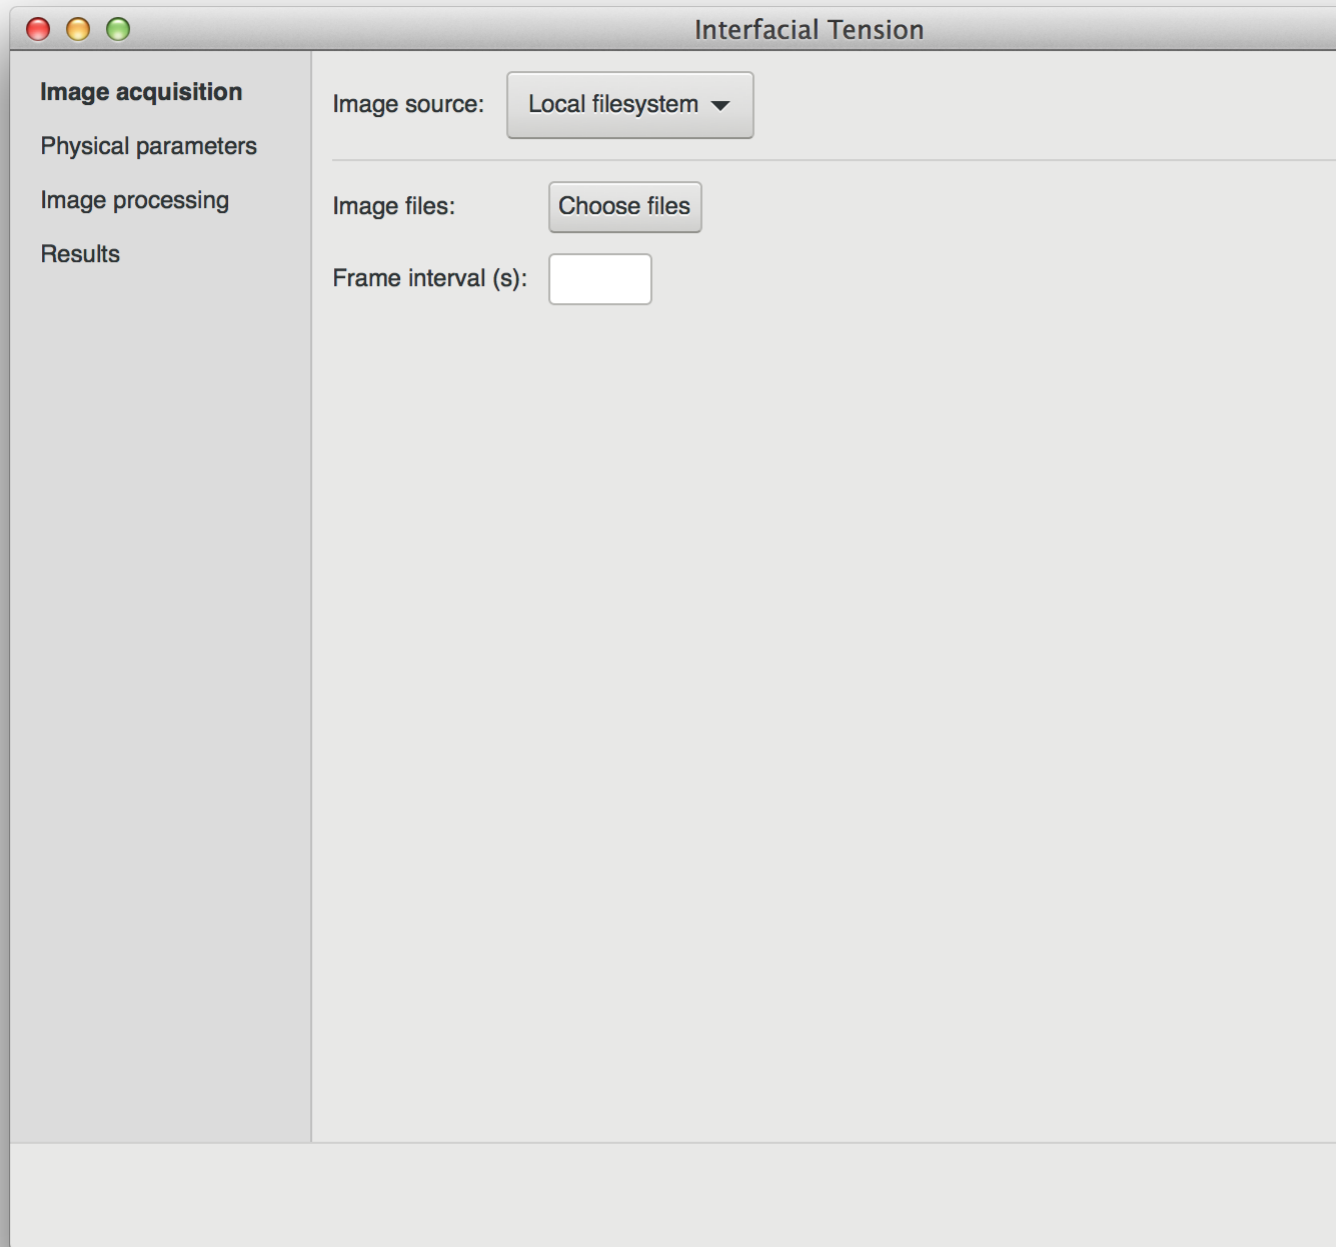 Interfacial Tension
Image acquisition
Physical parameters
Image processing
Results
Image source: Local filesystem
Image files: Choose files
Frame interval (s):